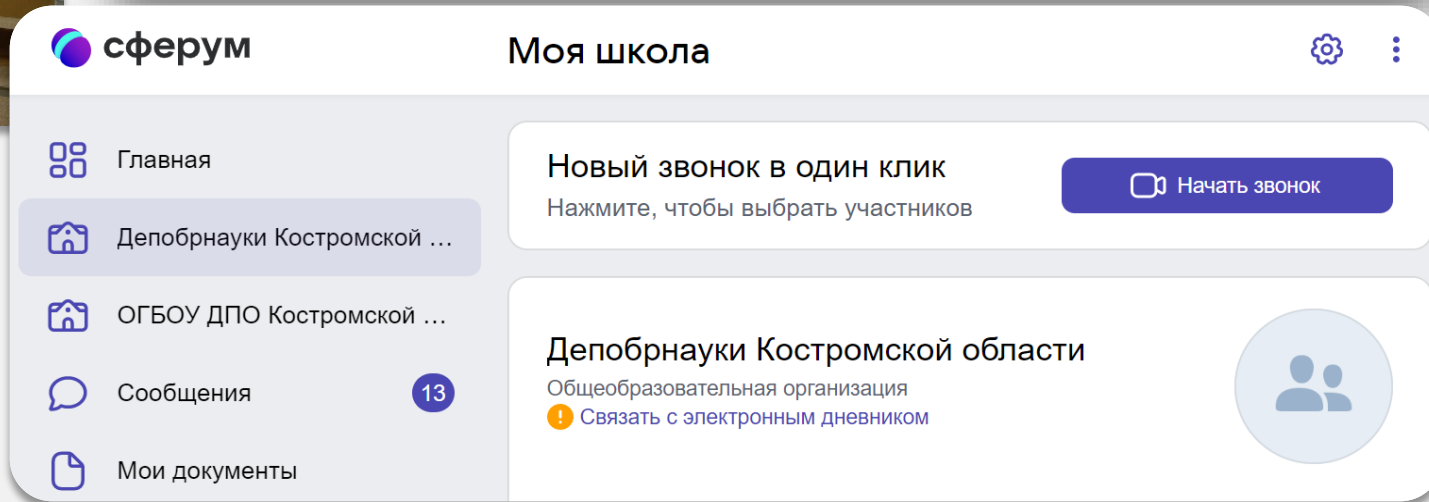 сферум
Моя школа
Главная
Депобрнауки Костромской ...
ОГБОУ ДПО Костромской ...
Сообщения
13
Мои документы
Новый звонок в один клик
Нажмите, чтобы выбрать участников
Начать звонок
Депобрнауки Костромской области
Общеобразовательная организация
Связать с электронным дневником